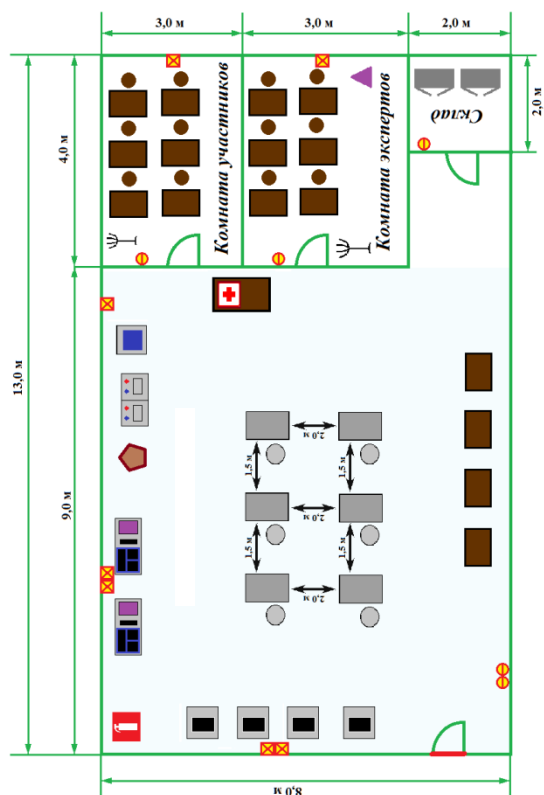 3,0 м
3,0 м
2,0 м
Комната участников
Комната экспертов
Склад
2,0 м
4,0 м
13,0 м
9,0 м
2,0 м
1,5 м
1,5 м
2,0 м
1,5 м
1,5 м
2,0 м
8,0 м